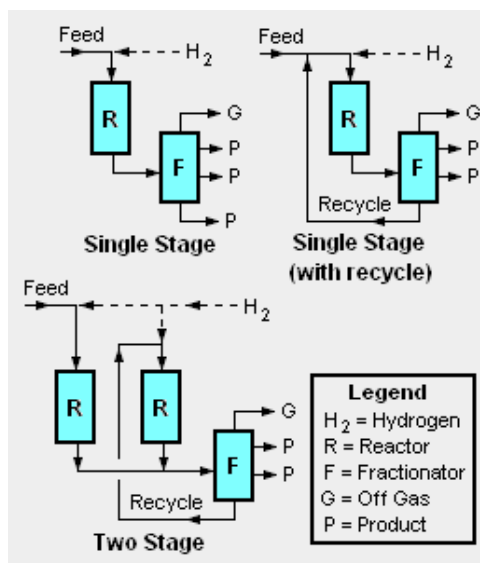 Feed
H2
R
G
P
P
F
P
Single Stage
Feed
H2
R
G
P
P
F
Recycle
Single Stage
(with recycle)
Feed
H2
R
R
G
P
P
F
Recycle
Two Stage
Legend
H2 = Hydrogen
R = Reactor
F = Fractionator
G = Off Gas
P = Product